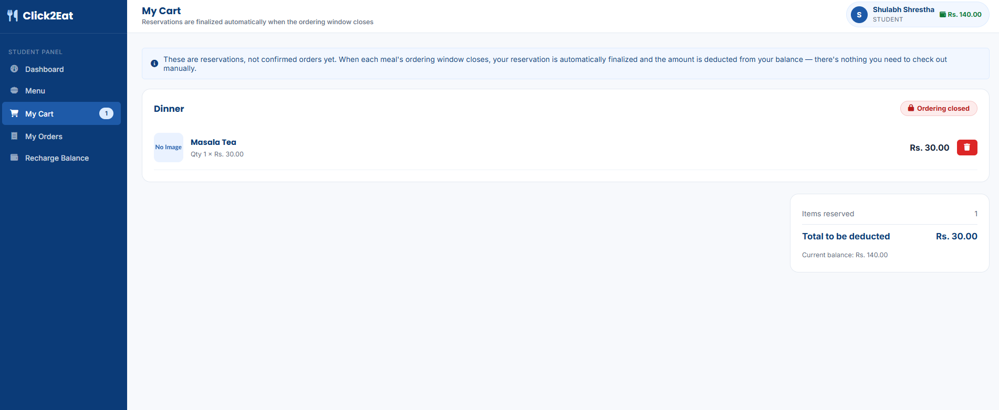 Click2Eat
STUDENT PANEL
Dashboard
Menu
My Cart 1
My Orders
Recharge Balance
My Cart
Reservations are finalized automatically when the ordering window closes
S
Shulabh Shrestha
STUDENT
Rs. 140.00
These are reservations, not confirmed orders yet. When each meal's ordering window closes, your reservation is automatically finalized and the amount is deducted from your balance — there's nothing you need to check out
manually.
Dinner
Ordering closed
No Image
Masala Tea
Qty 1 × Rs. 30.00
Rs. 30.00
Items reserved 1
Total to be deducted Rs. 30.00
Current balance: Rs. 140.00